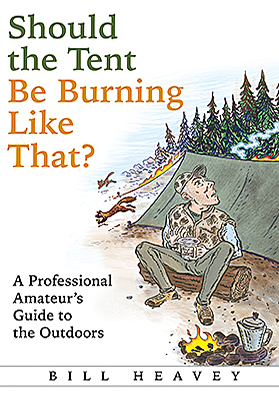 Should
the Tent
Be Burning
Like
That?
A Professional
Amateur's
Guide to
the Outdoors
BILL HEAVEY